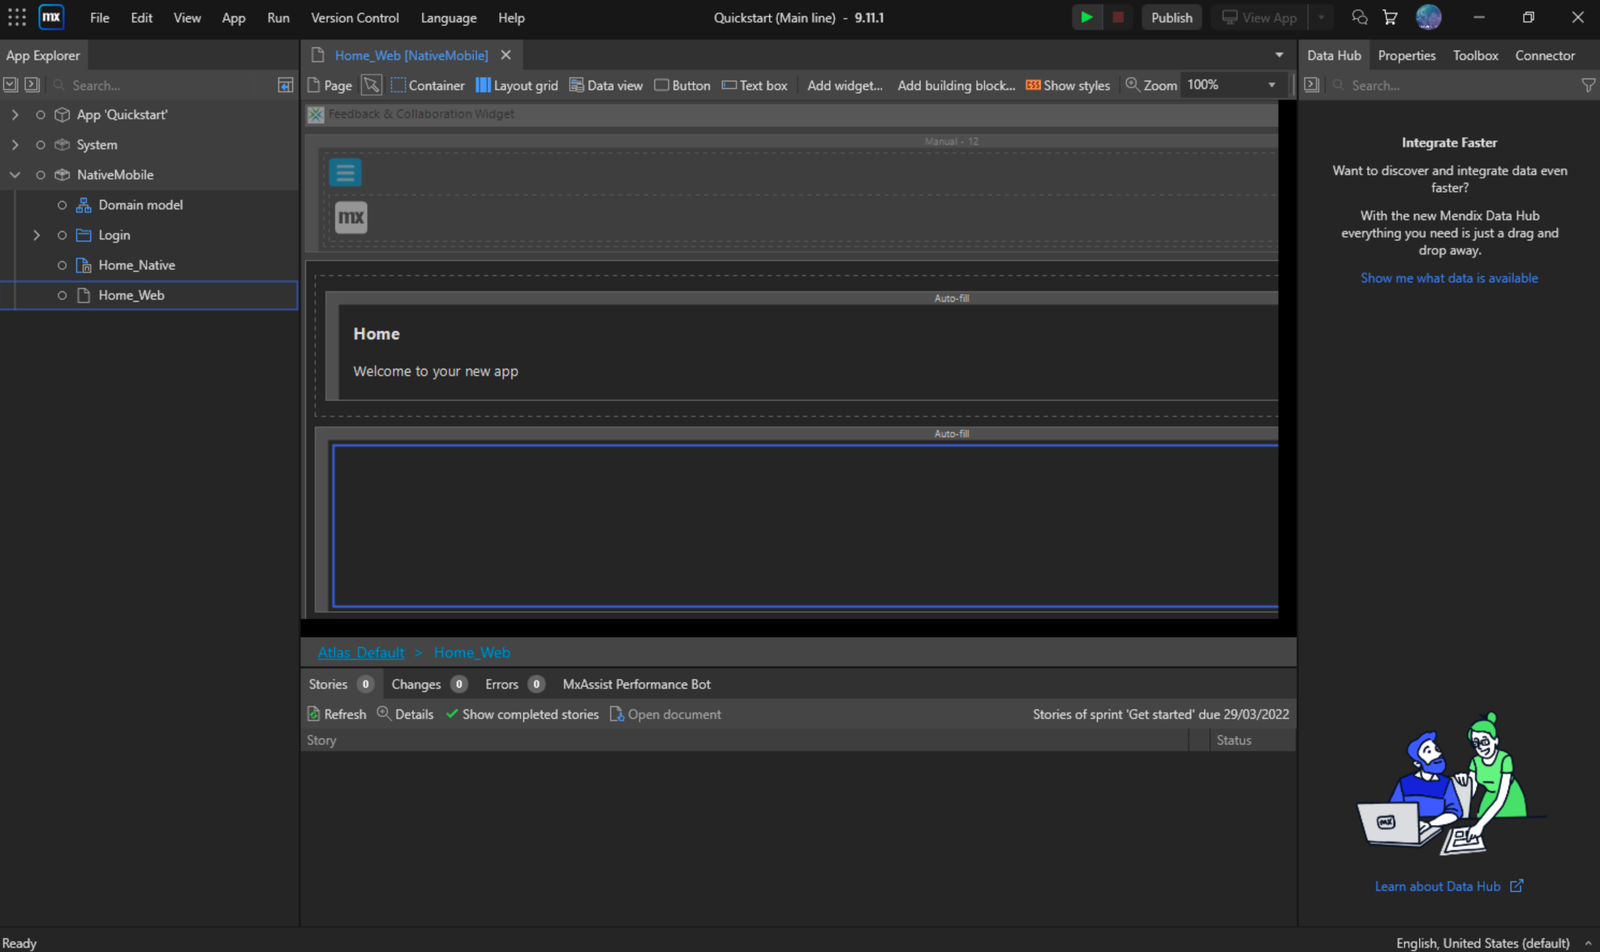 mx File Edit View App Run Version Control Language Help Quickstart (Main line) - 9.11.1 Publish View App
App Explorer
Search...
App 'Quickstart'
System
NativeMobile
Domain model
Login
Home_Native
Home_Web
Home_Web [NativeMobile]
Page Container Layout grid Data view Button Text box Add widget... Add building block... Show styles Zoom 100%
Feedback & Collaboration Widget
Manual - 12
mx
Auto-fill
Home
Welcome to your new app
Auto-fill
Atlas_Default > Home_Web
Stories 0 Changes 0 Errors 0 MxAssist Performance Bot
Refresh Details Show completed stories Open document Stories of sprint 'Get started' due 29/03/2022
Story Status
Data Hub Properties Toolbox Connector
Search...
Integrate Faster
Want to discover and integrate data even
faster?
With the new Mendix Data Hub
everything you need is just a drag and
drop away.
Show me what data is available
mx
Learn about Data Hub
Ready English, United States (default)